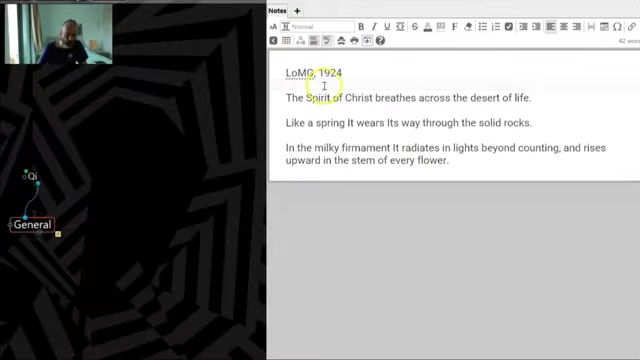 Notes
Normal
B I U S
42 words
LoMG, 1924
The Spirit of Christ breathes across the desert of life.
Like a spring It wears Its way through the solid rocks.
In the milky firmament It radiates in lights beyond counting, and rises
upward in the stem of every flower.
Qi
General